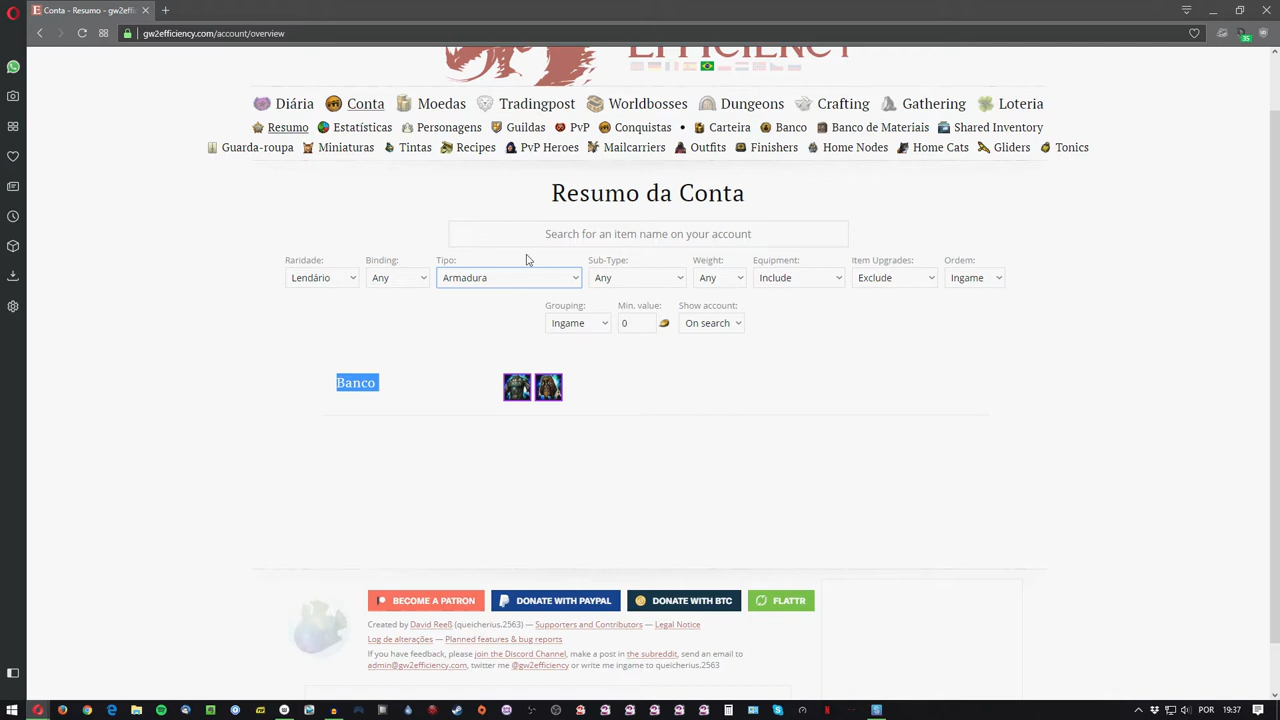 Conta - Resumo - gw2effic
gw2efficiency.com/account/overview
EFFICIENCY
Diária Conta Moedas Tradingpost Worldbosses Dungeons Crafting Gathering Loteria
Resumo Estatísticas Personagens Guildas PvP Conquistas • Carteira Banco Banco de Materiais Shared Inventory
Guarda-roupa Miniaturas Tintas Recipes PvP Heroes Mailcarriers Outfits Finishers Home Nodes Home Cats Gliders Tonics
Resumo da Conta
Search for an item name on your account
Raridade: Binding: Tipo: Sub-Type: Weight: Equipment: Item Upgrades: Ordem:
Lendário Any Armadura Any Any Include Exclude Ingame
Grouping: Min. value: Show account:
Ingame 0 On search
Banco
BECOME A PATRON DONATE WITH PAYPAL DONATE WITH BTC FLATTR
Created by David Reeß (queicherius.2563) — Supporters and Contributors — Legal Notice
Log de alterações — Planned features & bug reports
If you have feedback, please join the Discord Channel, make a post in the subreddit, send an email to
admin@gw2efficiency.com, twitter me @gw2efficiency or write me ingame to queicherius.2563
POR 19:37